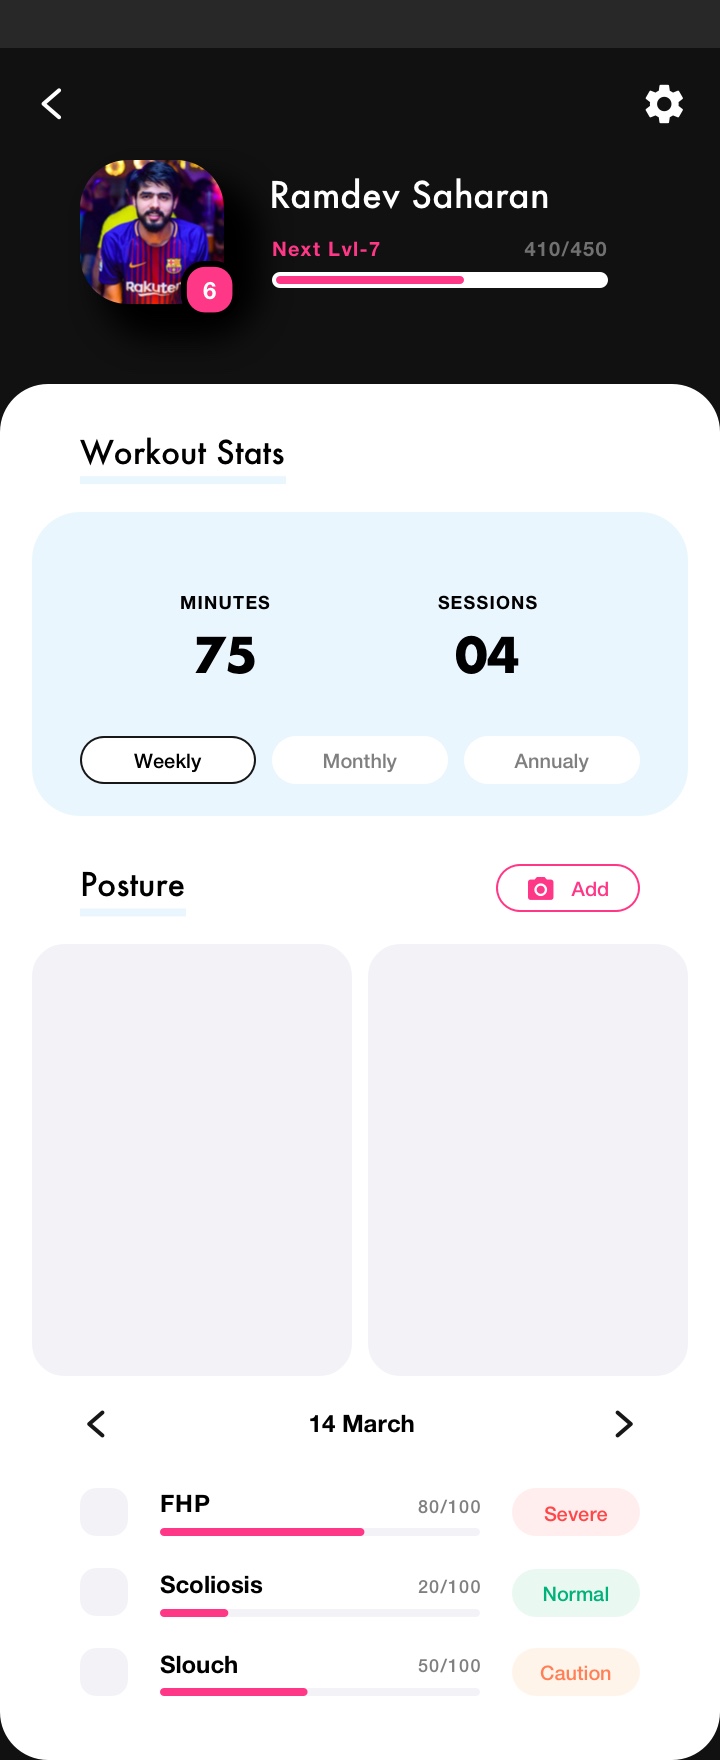 Ramdev Saharan
Next Lvl-7 410/450
Rakuten
6
Workout Stats
MINUTES SESSIONS
75 04
Weekly Monthly Annualy
Posture Add
14 March
FHP 80/100 Severe
Scoliosis 20/100 Normal
Slouch 50/100 Caution